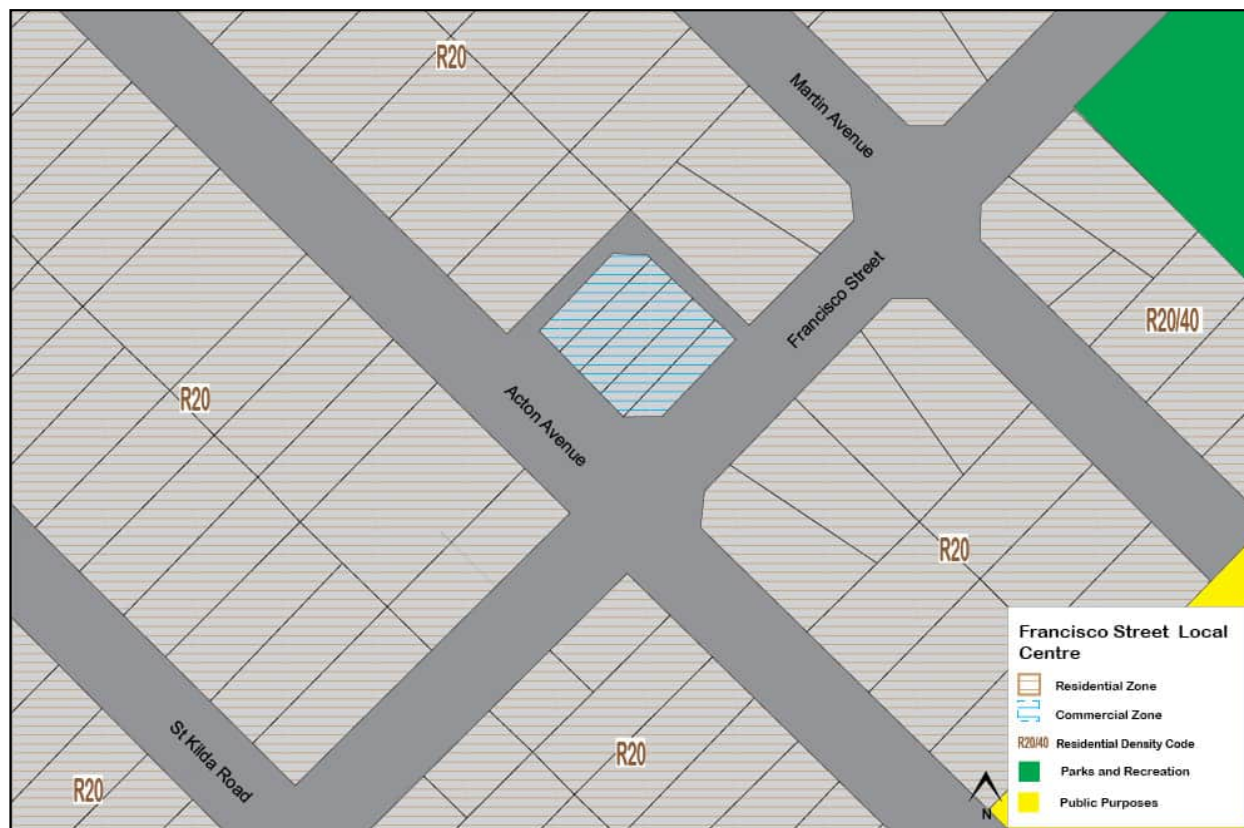 R20
Martin Avenue
Francisco Street
R20/40
R20
Acton Avenue
R20
Francisco Street Local
Centre
Residential Zone
Commercial Zone
R20/40 Residential Density Code
Parks and Recreation
Public Purposes
St Kilda Road
R20
R20
N